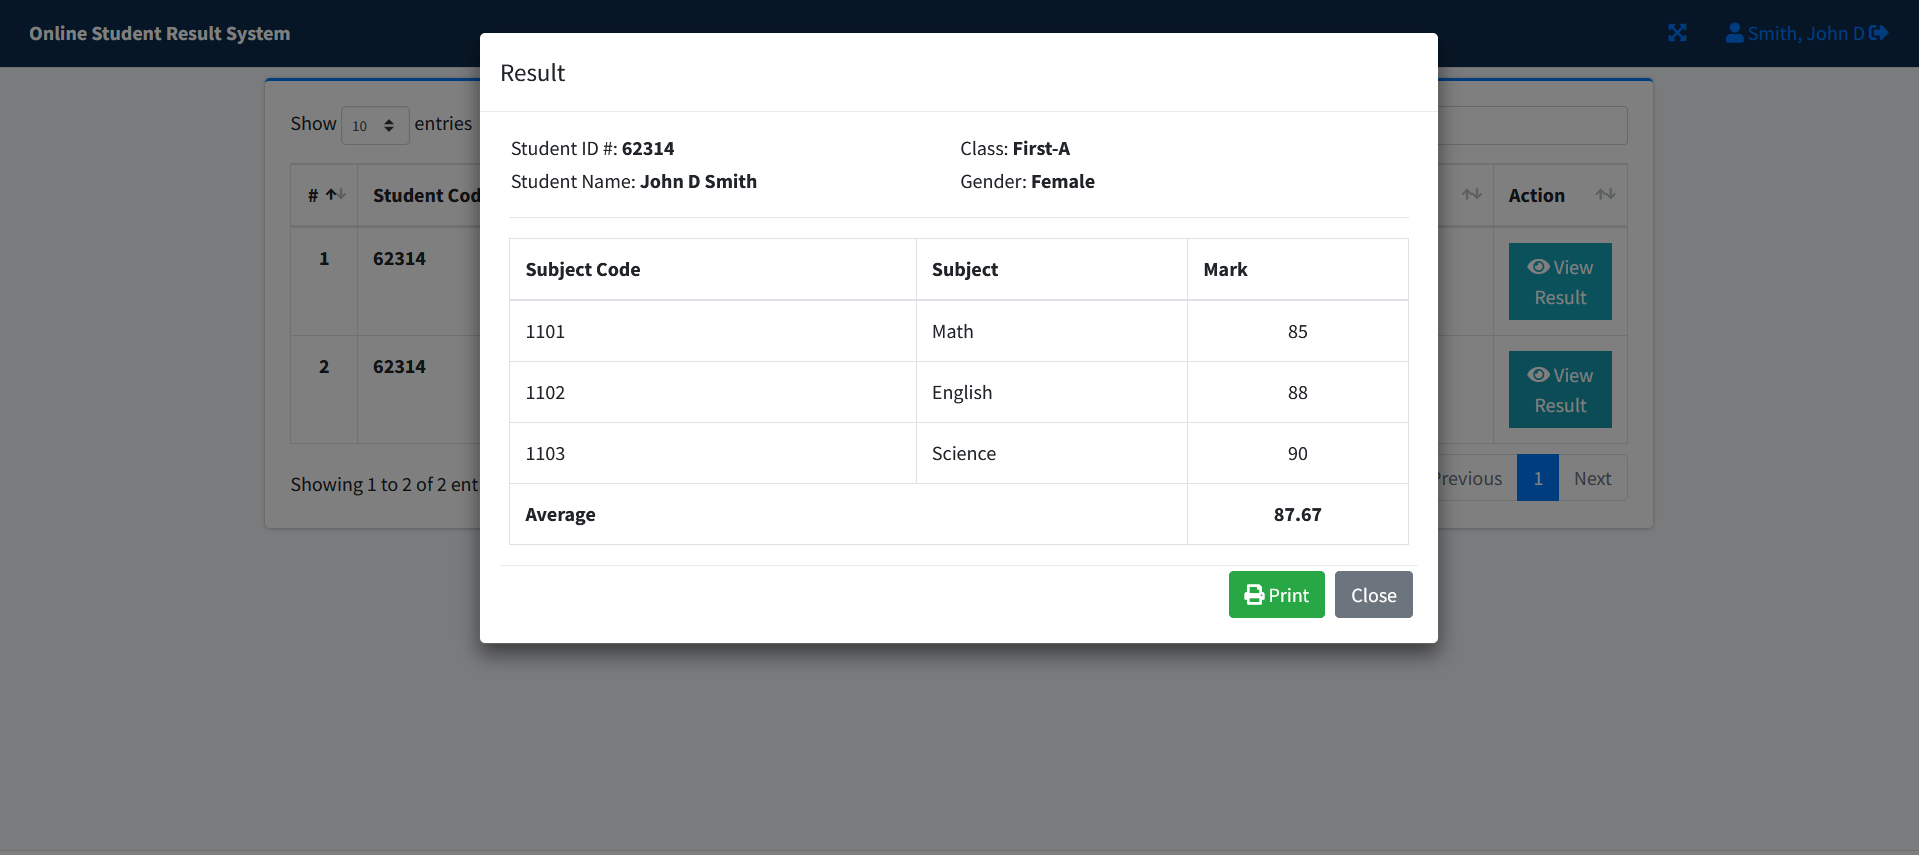 Online Student Result System
Smith, John D
Result
Show 10 entries
Student ID #: 62314
Class: First-A
Student Name: John D Smith
Gender: Female
# Student Cod
Action
Subject Code Subject Mark
1 62314
View
Result
1101 Math 85
2 62314
View
Result
1102 English 88
1103 Science 90
Showing 1 to 2 of 2 ent
Previous 1 Next
Average 87.67
Print Close